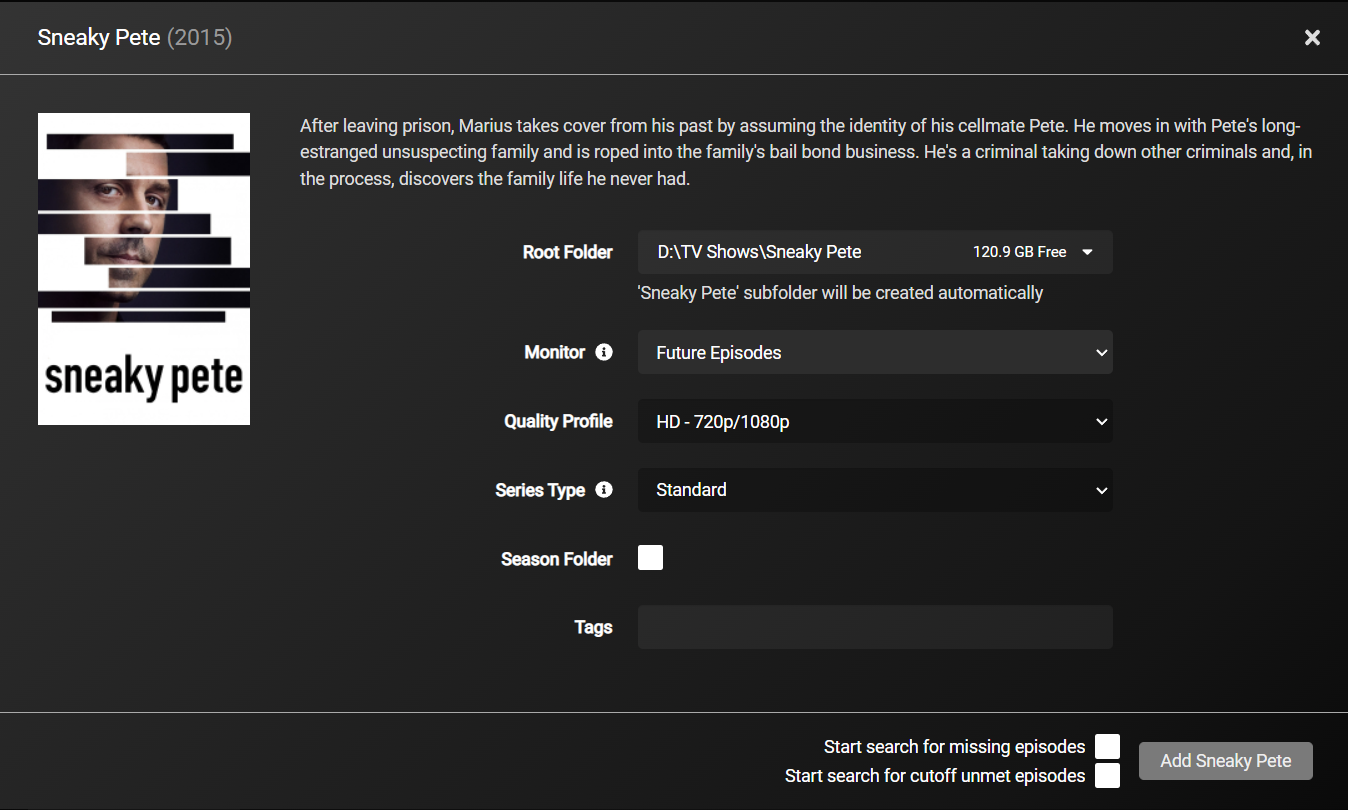 Sneaky Pete (2015)
After leaving prison, Marius takes cover from his past by assuming the identity of his cellmate Pete. He moves in with Pete's long-
estranged unsuspecting family and is roped into the family's bail bond business. He's a criminal taking down other criminals and, in
the process, discovers the family life he never had.
sneaky pete
Root Folder D:\TV Shows\Sneaky Pete 120.9 GB Free
'Sneaky Pete' subfolder will be created automatically
Monitor Future Episodes
Quality Profile HD - 720p/1080p
Series Type Standard
Season Folder
Tags
Start search for missing episodes
Start search for cutoff unmet episodes
Add Sneaky Pete